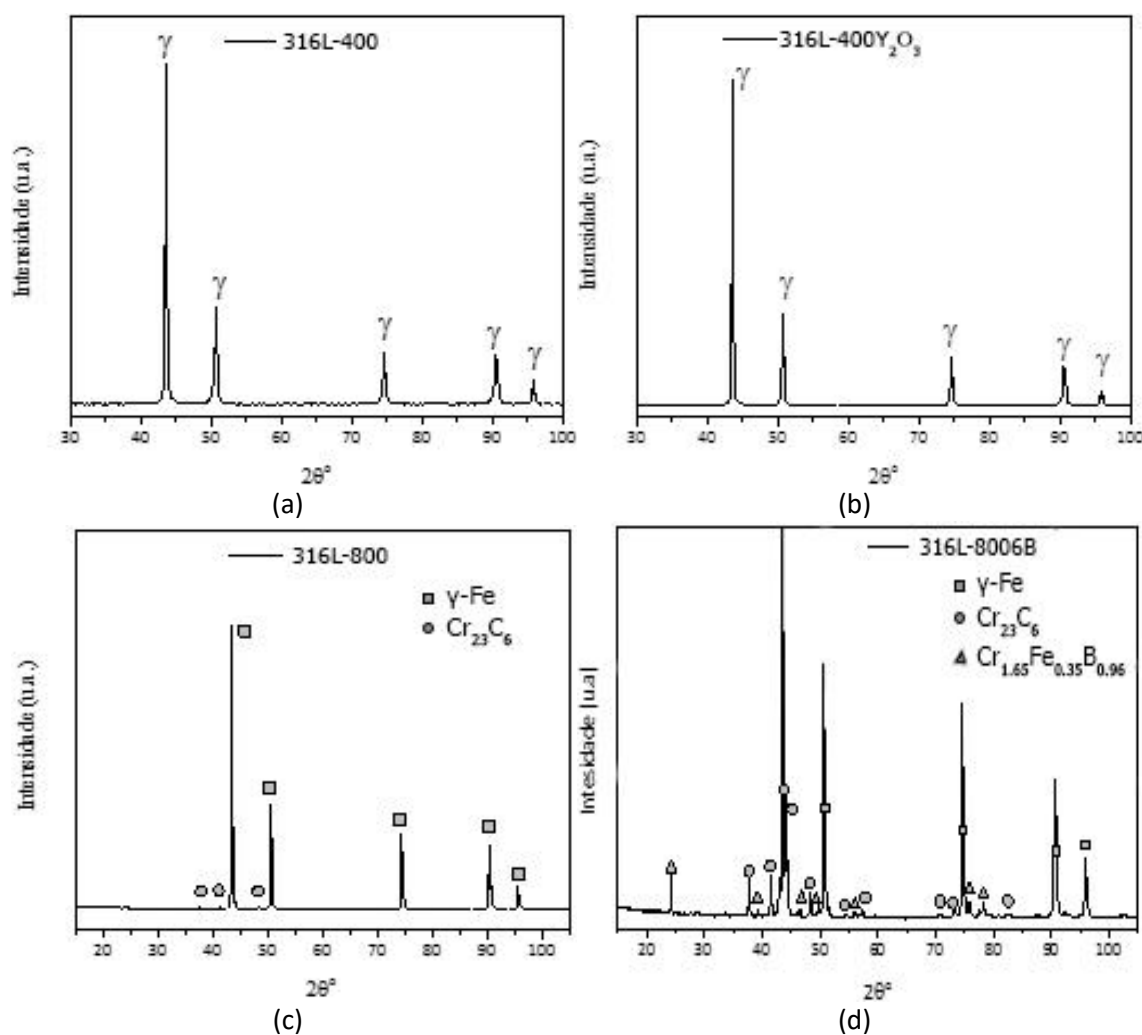 316L-400
γ
γ
γ
γ
γ
Intensidade (u.a.)
30 40 50 60 70 80 90 100
2θ°
(a)
316L-400Y₂O₃
γ
γ
γ
γ
γ
Intensidade (u.a.)
30 40 50 60 70 80 90 100
2θ°
(b)
316L-800
γ-Fe
Cr₂₃C₆
Intensidade (u.a.)
20 30 40 50 60 70 80 90 100
2θ°
(c)
316L-8006B
γ-Fe
Cr₂₃C₆
Cr₁.₆₅Fe₀.₃₅B₀.₉₆
Intesidade [u.a]
20 30 40 50 60 70 80 90 100
2θ°
(d)